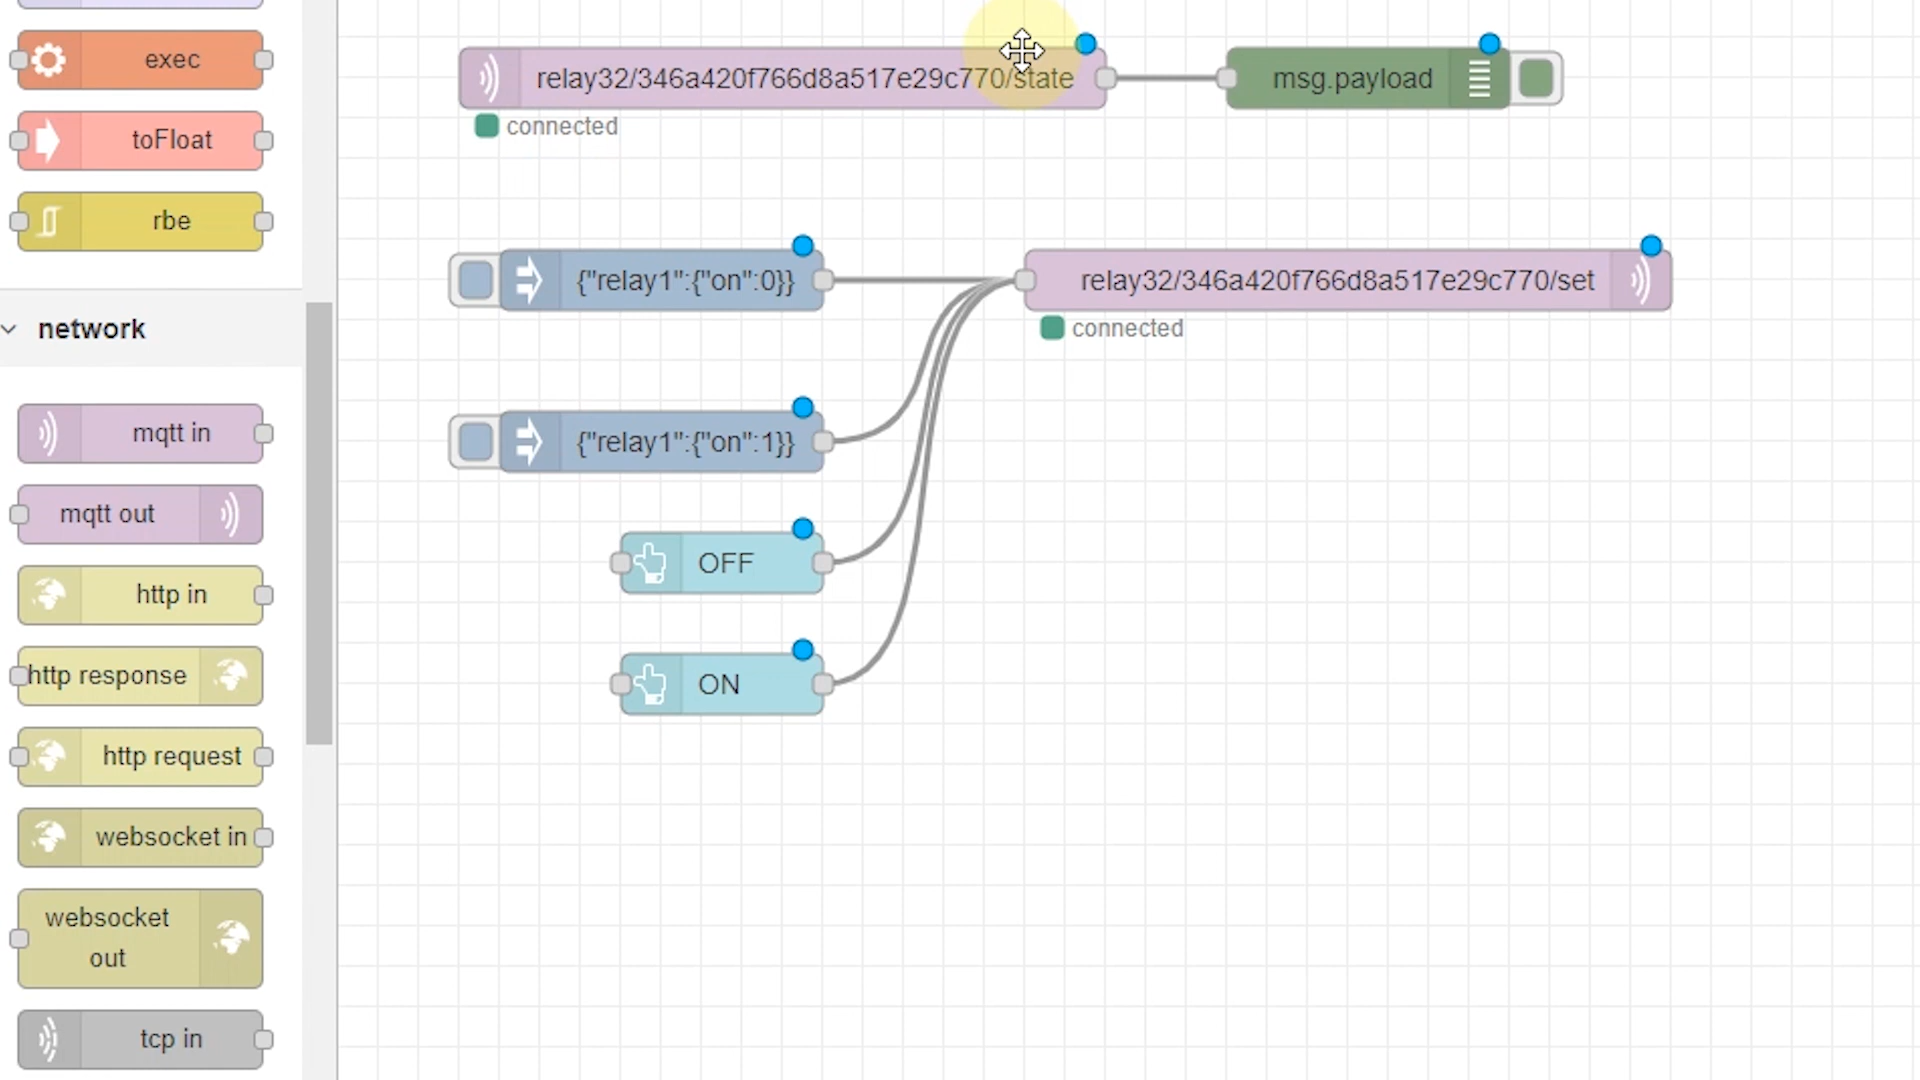 exec
toFloat
rbe
network
mqtt in
mqtt out
http in
http response
http request
websocket in
websocket
out
tcp in
relay32/346a420f766d8a517e29c770/state
connected
msg.payload
{"relay1":{"on":0}}
relay32/346a420f766d8a517e29c770/set
connected
{"relay1":{"on":1}}
OFF
ON